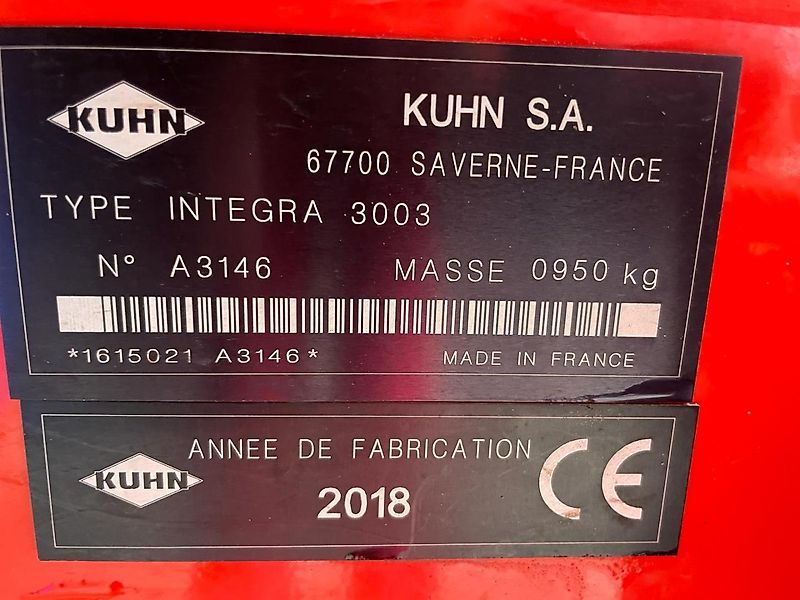 KUHN
KUHN S.A.
67700 SAVERNE-FRANCE
TYPE INTEGRA 3003
N° A3146 MASSE 0950 kg
*1615021 A3146* MADE IN FRANCE
KUHN
ANNEE DE FABRICATION
2018
CE